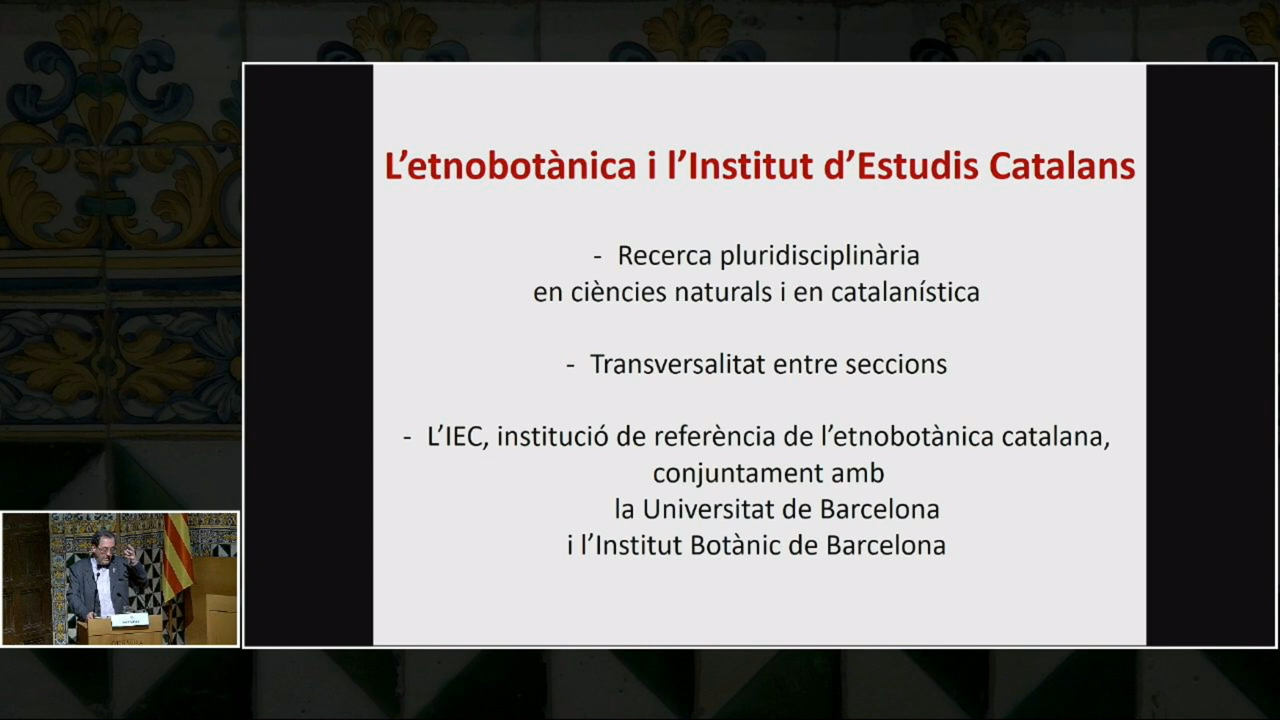 L’etnobotànica i l’Institut d’Estudis Catalans
- Recerca pluridisciplinària
en ciències naturals i en catalanística
- Transversalitat entre seccions
- L’IEC, institució de referència de l’etnobotànica catalana,
conjuntament amb
la Universitat de Barcelona
i l’Institut Botànic de Barcelona